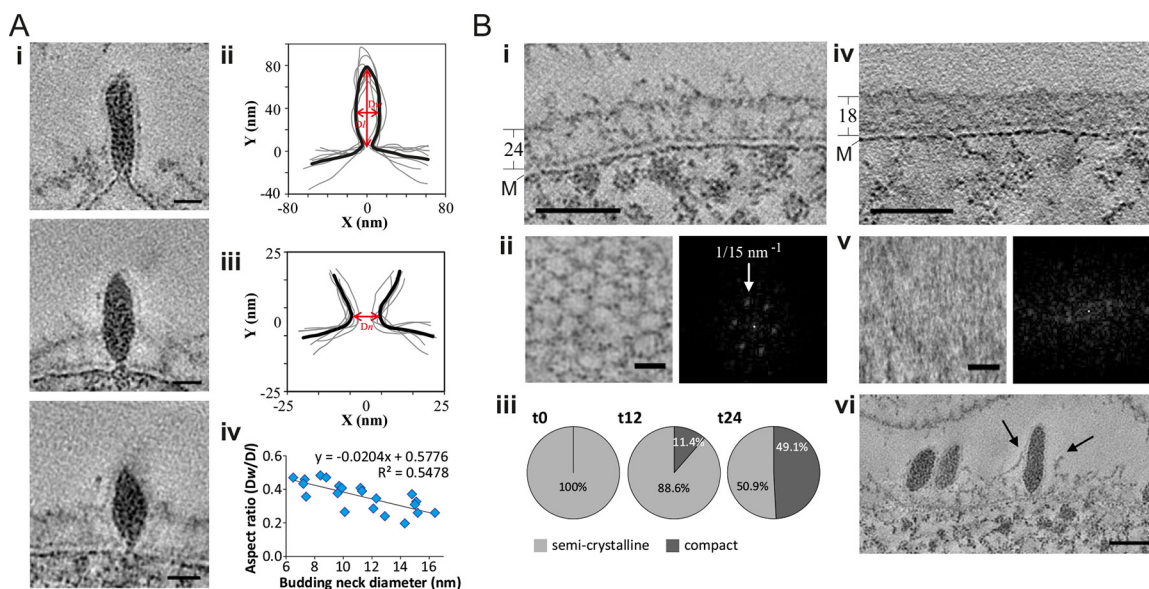 A
B
i
ii
80
40
0
-40
Y (nm)
Dw
Dl
-80
0
80
X (nm)
iii
25
0
-25
Y (nm)
Dn
-25
0
25
X (nm)
iv
y = -0.0204x + 0.5776
R² = 0.5478
0.6
0.4
0.2
0.0
Aspect ratio (Dw/Dl)
6
8
10
12
14
16
Budding neck diameter (nm)
i
24
M
iv
18
M
ii
1/15 nm⁻¹
v
iii
t0
t12
t24
100%
11.4%
88.6%
49.1%
50.9%
semi-crystalline
compact
vi